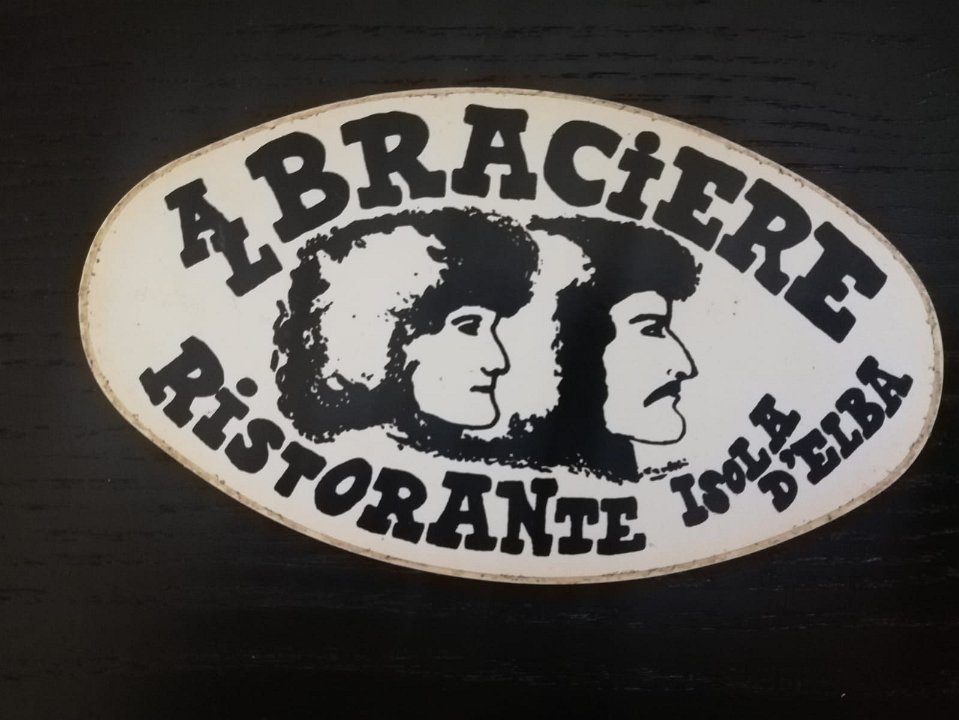 AL BRACiERE
RiSTORANTE
ISOLA
D'ELBA